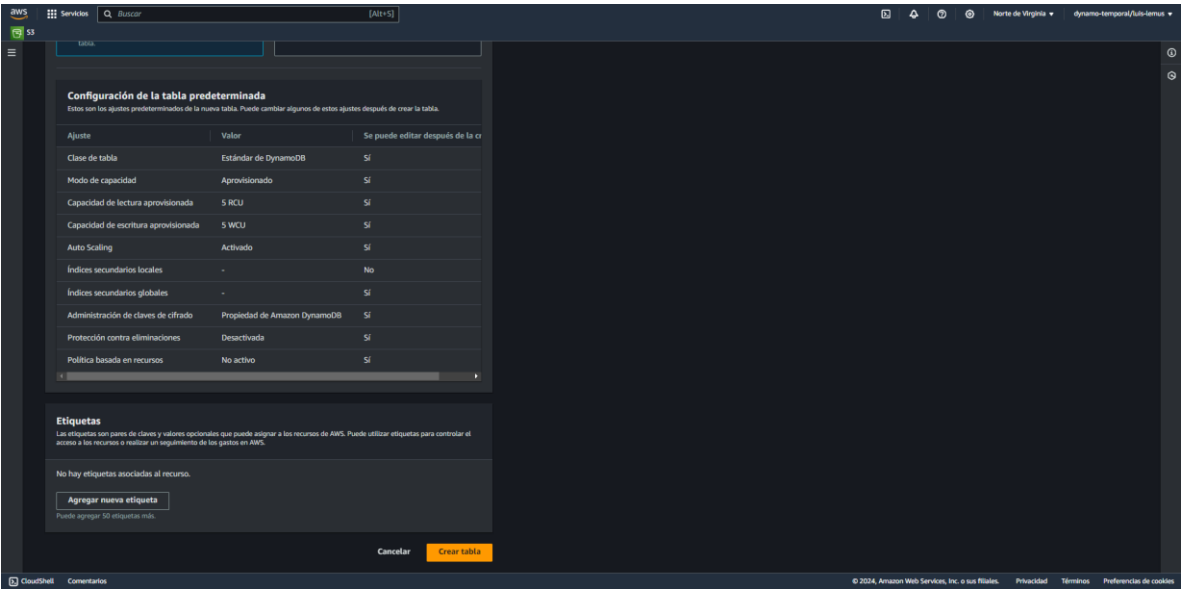 aws Servicios Buscar [Alt+S] Norte de Virginia dynamo-temporal/luis-lemus
S3
tabla.
Configuración de la tabla predeterminada
Estos son los ajustes predeterminados de la nueva tabla. Puede cambiar algunos de estos ajustes después de crear la tabla.
Ajuste Valor Se puede editar después de la cr
Clase de tabla Estándar de DynamoDB Sí
Modo de capacidad Aprovisionado Sí
Capacidad de lectura aprovisionada 5 RCU Sí
Capacidad de escritura aprovisionada 5 WCU Sí
Auto Scaling Activado Sí
Índices secundarios locales - No
Índices secundarios globales - Sí
Administración de claves de cifrado Propiedad de Amazon DynamoDB Sí
Protección contra eliminaciones Desactivada Sí
Política basada en recursos No activo Sí
Etiquetas
Las etiquetas son pares de claves y valores opcionales que puede asignar a los recursos de AWS. Puede utilizar etiquetas para controlar el
acceso a los recursos o realizar un seguimiento de los gastos en AWS.
No hay etiquetas asociadas al recurso.
Agregar nueva etiqueta
Puede agregar 50 etiquetas más.
Cancelar Crear tabla
CloudShell Comentarios © 2024, Amazon Web Services, Inc. o sus filiales. Privacidad Términos Preferencias de cookies